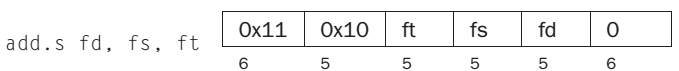 add.s fd, fs, ft
0x11 0x10 ft fs fd 0
6 5 5 5 5 6